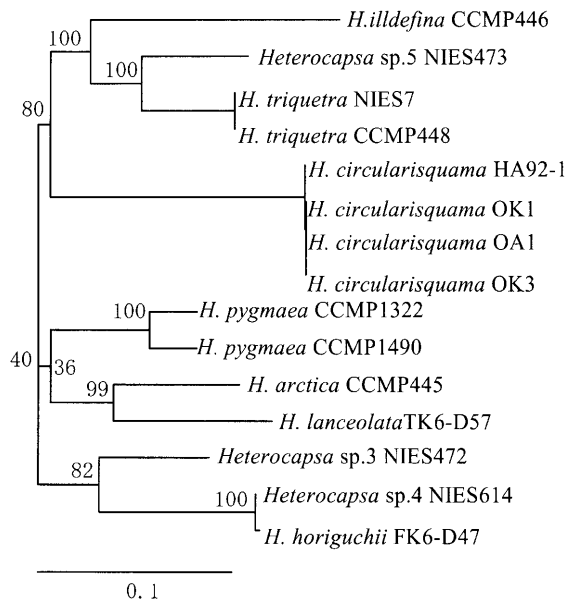 H.illdefina CCMP446
100
Heterocapsa sp.5 NIES473
100
H. triquetra NIES7
80
H. triquetra CCMP448
H. circularisquama HA92-1
H. circularisquama OK1
H. circularisquama OA1
H. circularisquama OK3
100
H. pygmaea CCMP1322
H. pygmaea CCMP1490
40
36
H. arctica CCMP445
99
H. lanceolataTK6-D57
Heterocapsa sp.3 NIES472
82
Heterocapsa sp.4 NIES614
100
H. horiguchii FK6-D47
0.1